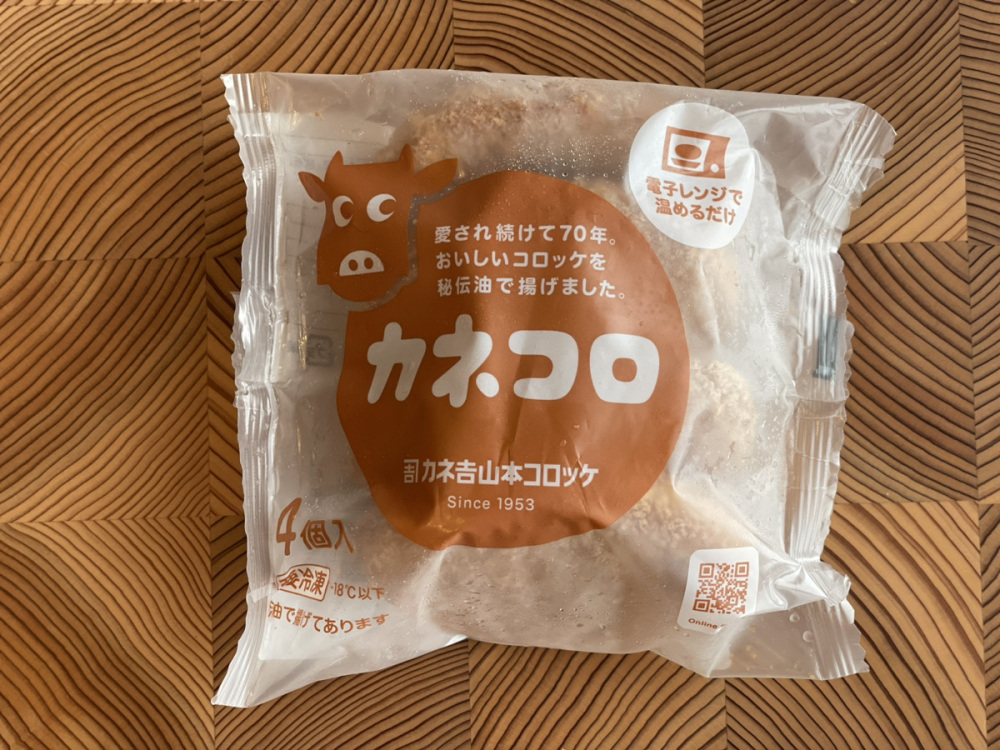 電子レンジで
温めるだけ
愛され続けて70年。
おいしいコロッケを
秘伝油で揚げました。
カネコロ
カネ吉山本コロッケ
Since 1953
4個入
要冷凍 -18℃以下
油で揚げてあります
Online